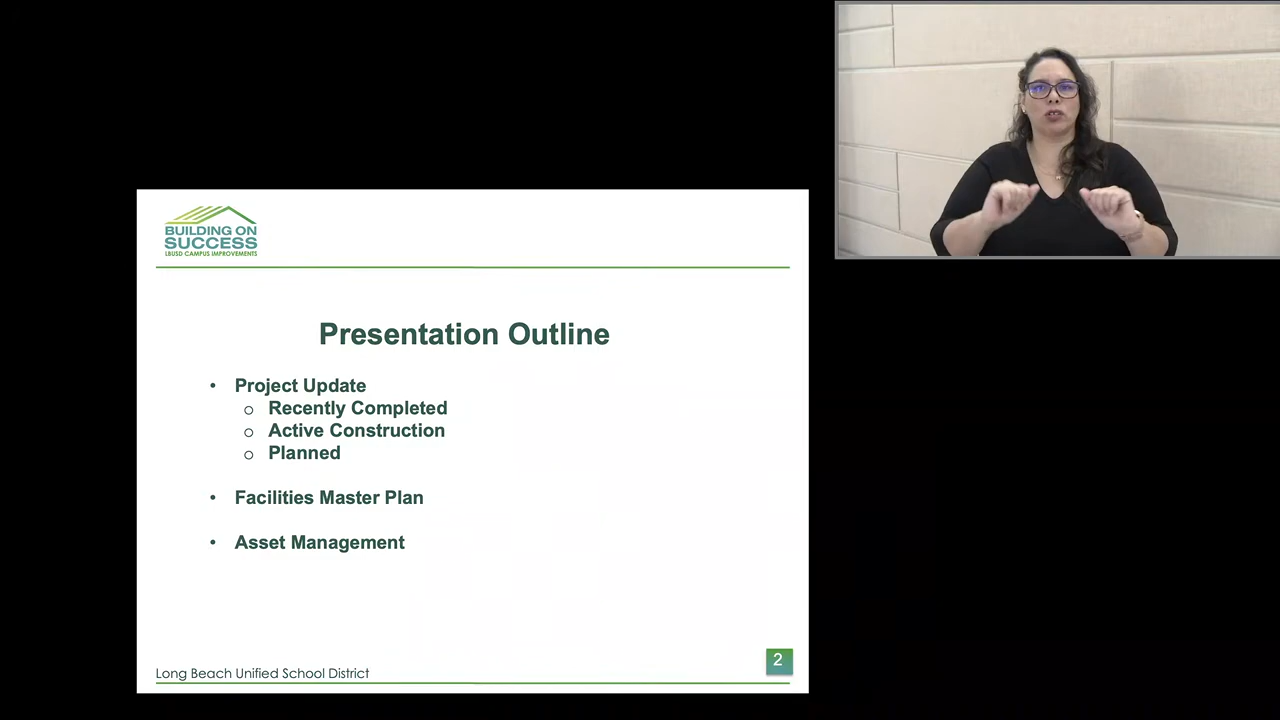 BUILDING ON
SUCCESS
LBUSD CAMPUS IMPROVEMENTS
Presentation Outline
• Project Update
o Recently Completed
o Active Construction
o Planned
• Facilities Master Plan
• Asset Management
Long Beach Unified School District
2